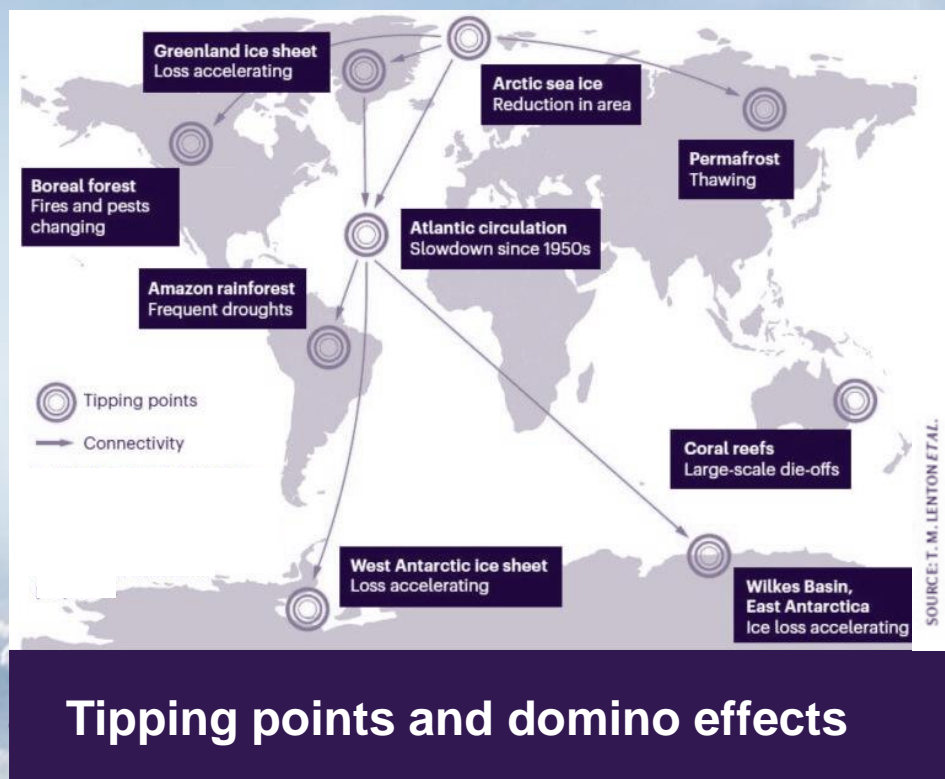 Greenland ice sheet
Loss accelerating
Arctic sea ice
Reduction in area
Permafrost
Thawing
Boreal forest
Fires and pests
changing
Atlantic circulation
Slowdown since 1950s
Amazon rainforest
Frequent droughts
Tipping points
Connectivity
Coral reefs
Large-scale die-offs
West Antarctic ice sheet
Loss accelerating
Wilkes Basin,
East Antarctica
Ice loss accelerating
SOURCE: T. M. LENTON ET AL.
Tipping points and domino effects